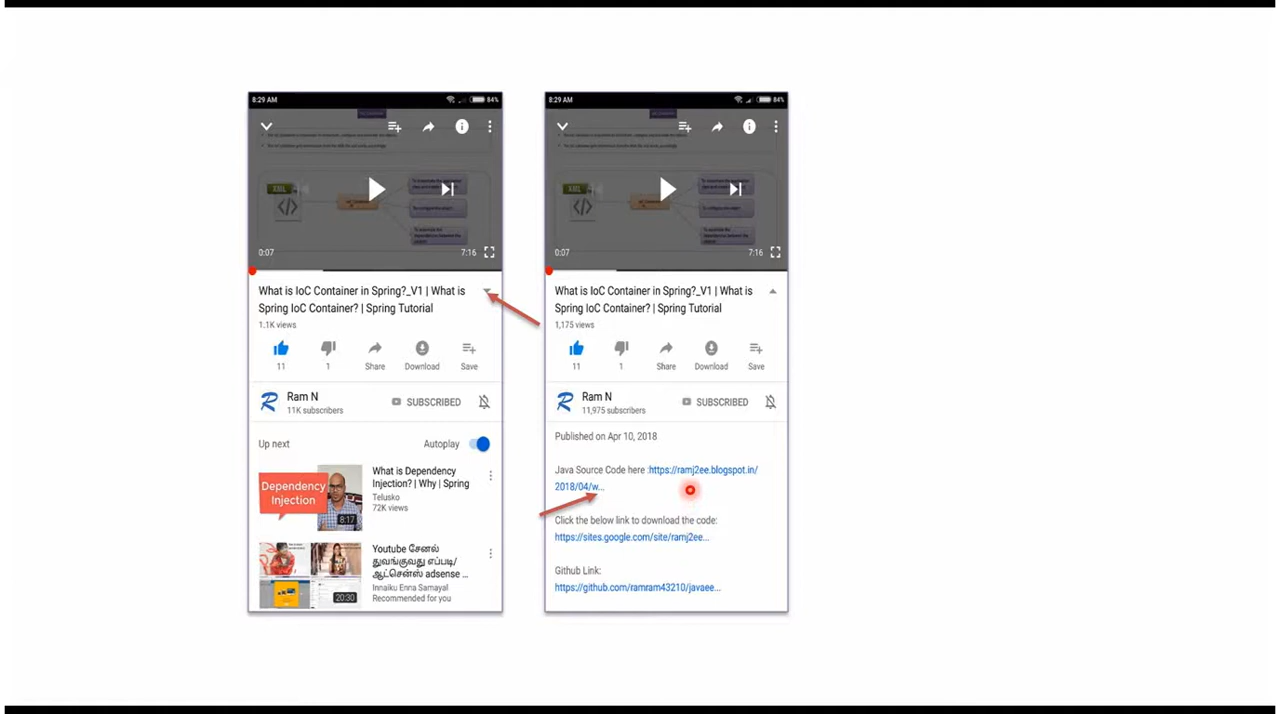 8:29 AM
84%
XML
0:07
7:16
What is IoC Container in Spring?_V1 | What is
Spring IoC Container? | Spring Tutorial
1.1K views
11
1
Share
Download
Save
Ram N
11K subscribers
SUBSCRIBED
Up next
Autoplay
Dependency
Injection
8:17
What is Dependency
Injection? | Why | Spring
Telusko
72K views
20:30
Youtube சேனல்
துவங்குவது எப்படி/
ஆட்சென்ஸ் adsense ...
Innaiku Enna Samayal
Recommended for you
8:29 AM
84%
XML
0:07
7:16
What is IoC Container in Spring?_V1 | What is
Spring IoC Container? | Spring Tutorial
1,175 views
11
1
Share
Download
Save
Ram N
11,975 subscribers
SUBSCRIBED
Published on Apr 10, 2018
Java Source Code here :https://ramj2ee.blogspot.in/
2018/04/w...
Click the below link to download the code:
https://sites.google.com/site/ramj2ee...
Github Link:
https://github.com/ramram43210/javaee...